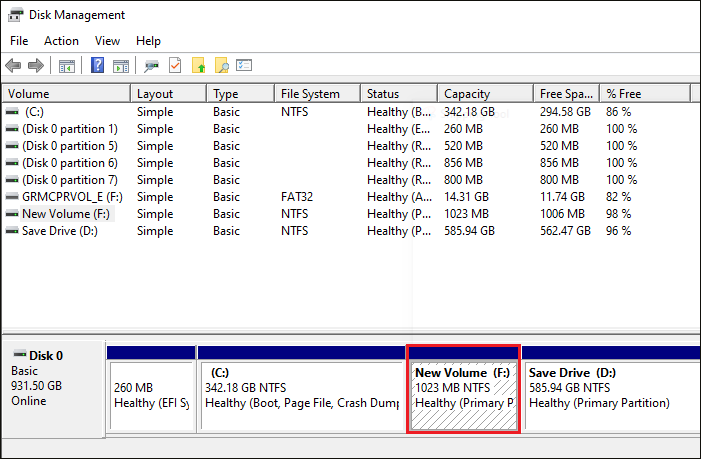 Disk Management
File Action View Help
Volume Layout Type File System Status Capacity Free Spa... % Free
(C:) Simple Basic NTFS Healthy (B... 342.18 GB 294.58 GB 86 %
(Disk 0 partition 1) Simple Basic Healthy (E... 260 MB 260 MB 100 %
(Disk 0 partition 5) Simple Basic Healthy (R... 520 MB 520 MB 100 %
(Disk 0 partition 6) Simple Basic Healthy (R... 856 MB 856 MB 100 %
(Disk 0 partition 7) Simple Basic Healthy (R... 800 MB 800 MB 100 %
GRMCPRVOL_E (F:) Simple Basic FAT32 Healthy (A... 14.31 GB 11.74 GB 82 %
New Volume (F:) Simple Basic NTFS Healthy (P... 1023 MB 1006 MB 98 %
Save Drive (D:) Simple Basic NTFS Healthy (P... 585.94 GB 562.47 GB 96 %
Disk 0
Basic
931.50 GB
Online
260 MB
Healthy (EFI Sy
(C:)
342.18 GB NTFS
Healthy (Boot, Page File, Crash Dump
New Volume (F:)
1023 MB NTFS
Healthy (Primary P
Save Drive (D:)
585.94 GB NTFS
Healthy (Primary Partition)